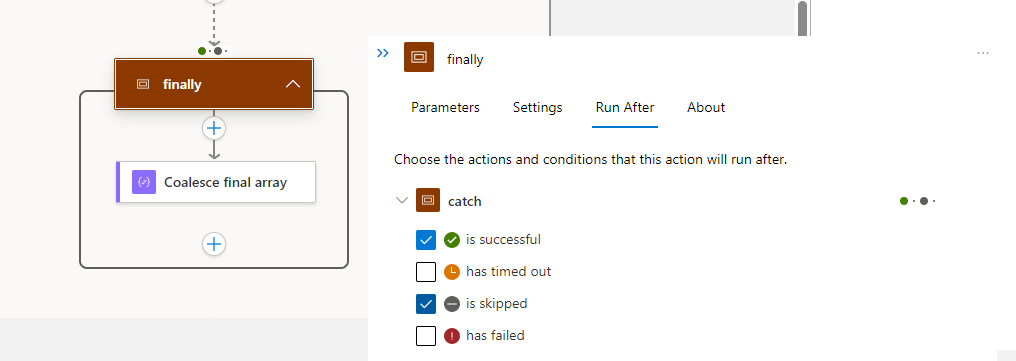 finally
Coalesce final array
finally
Parameters Settings Run After About
Choose the actions and conditions that this action will run after.
catch
is successful
has timed out
is skipped
has failed